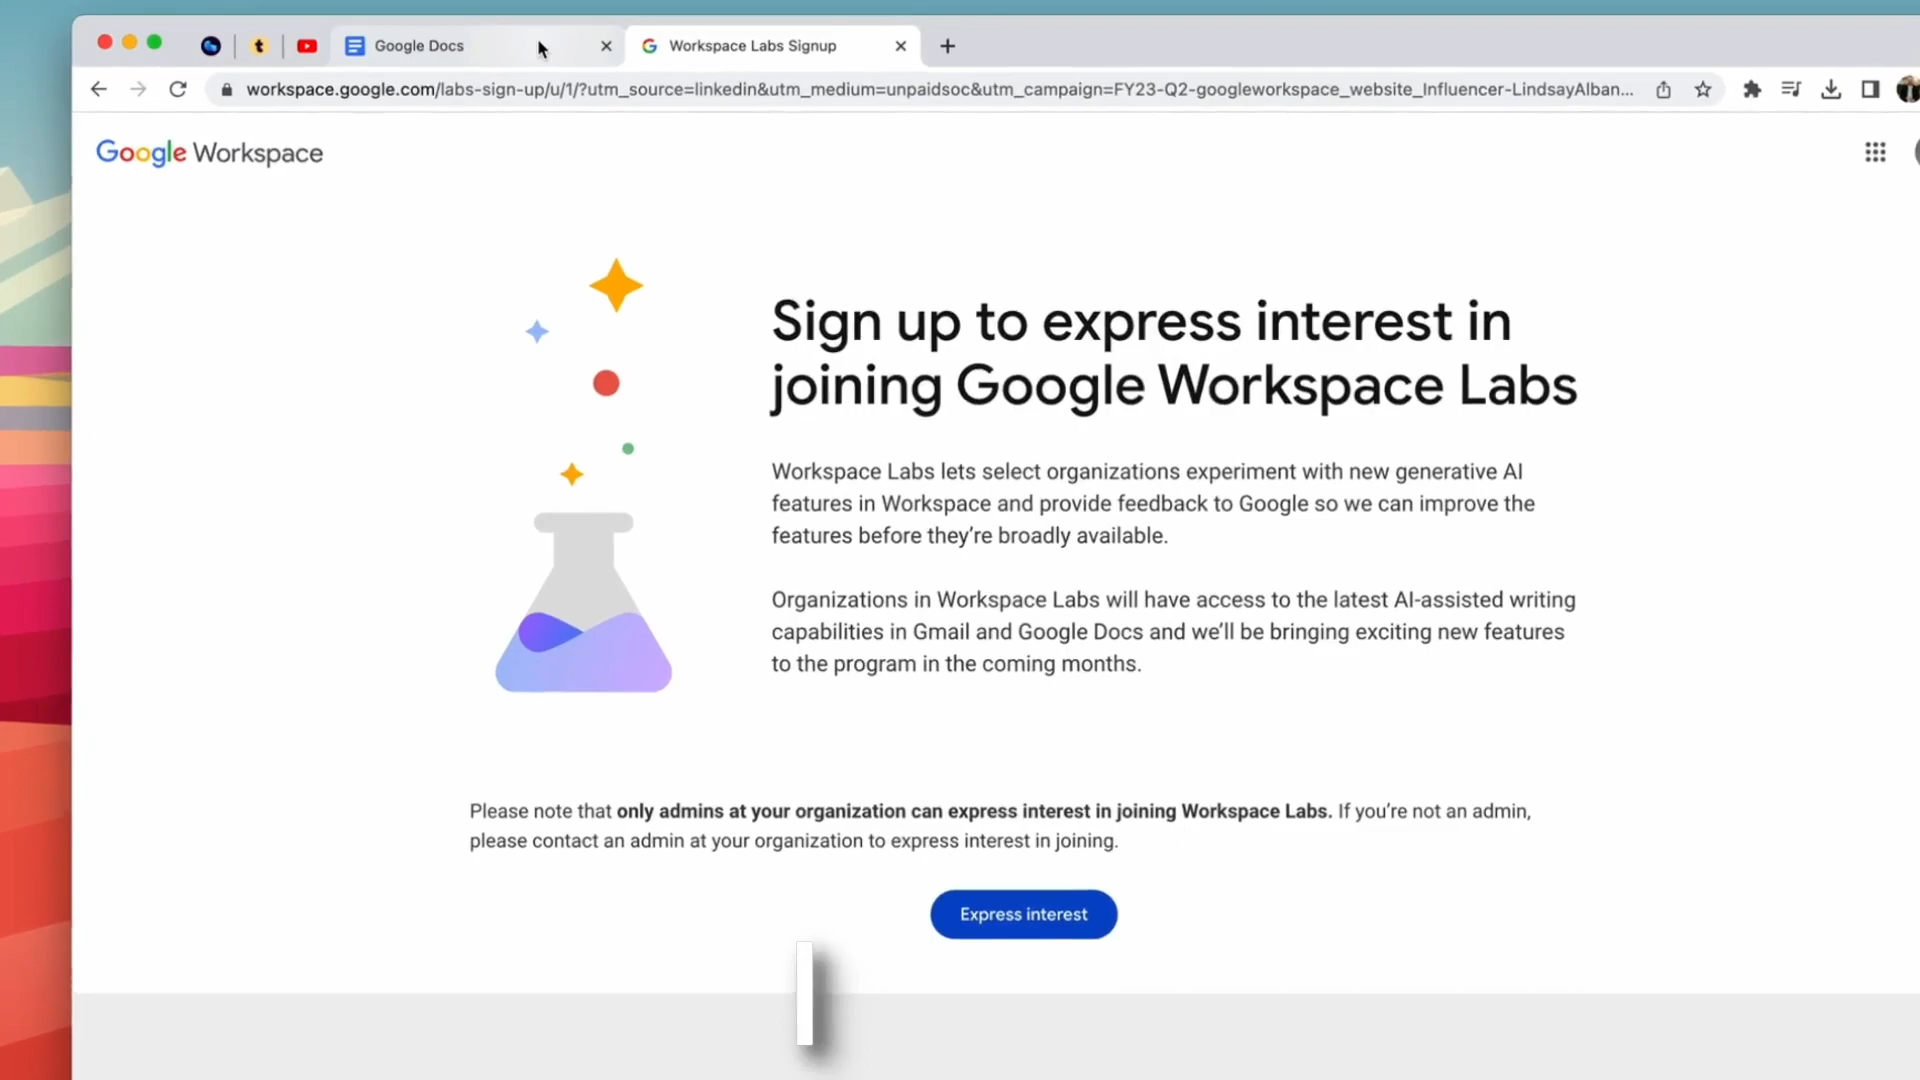 Google Docs
Workspace Labs Signup
workspace.google.com/labs-sign-up/u/1/?utm_source=linkedin&utm_medium=unpaidsoc&utm_campaign=FY23-Q2-googleworkspace_website_Influencer-LindsayAlban...
Google Workspace
Sign up to express interest in
joining Google Workspace Labs
Workspace Labs lets select organizations experiment with new generative AI
features in Workspace and provide feedback to Google so we can improve the
features before they’re broadly available.
Organizations in Workspace Labs will have access to the latest AI-assisted writing
capabilities in Gmail and Google Docs and we’ll be bringing exciting new features
to the program in the coming months.
Please note that only admins at your organization can express interest in joining Workspace Labs. If you’re not an admin,
please contact an admin at your organization to express interest in joining.
Express interest